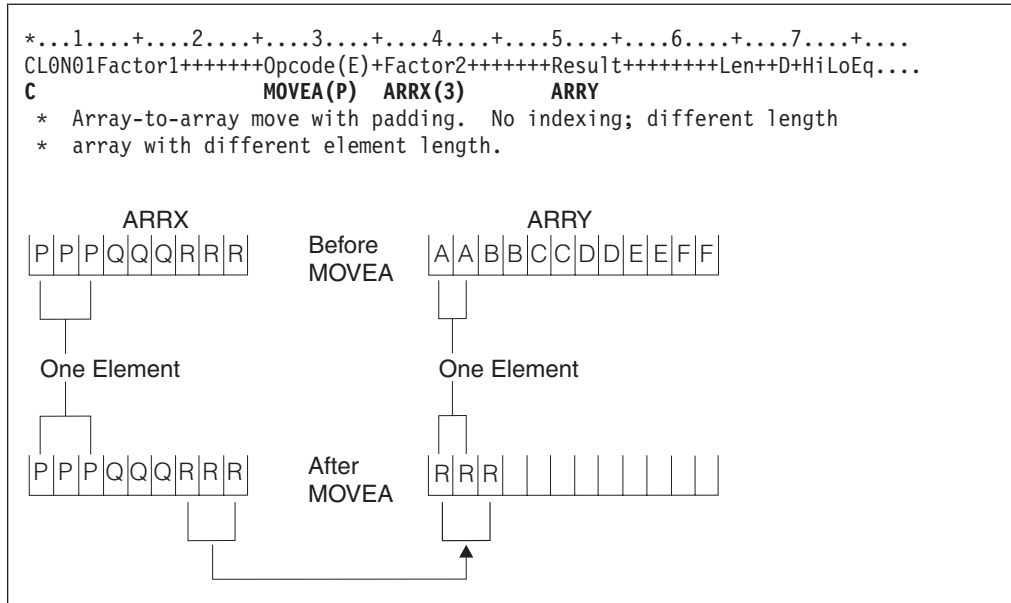 *...1....+....2....+....3....+....4....+....5....+....6....+....7....+....
CL0N01Factor1+++++++Opcode(E)+Factor2+++++++Result++++++++Len++D+HiLoEq....
C                   MOVEA(P)  ARRX(3)       ARRY
 *  Array-to-array move with padding.  No indexing; different length
 *  array with different element length.
ARRX ARRY
P P P Q Q Q R R R Before A A B B C C D D E E F F
MOVEA
One Element One Element
P P P Q Q Q R R R After R R R
MOVEA